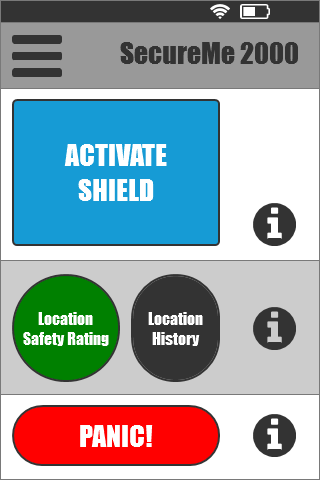 SecureMe 2000
ACTIVATE
SHIELD
Location
Safety Rating
Location
History
PANIC!